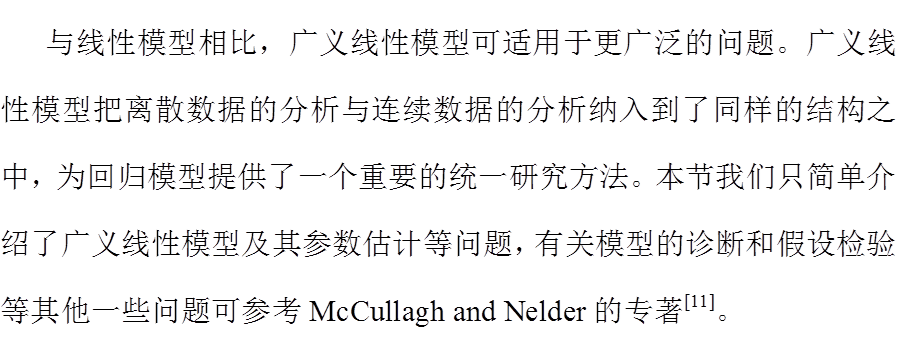 与线性模型相比，广义线性模型可适用于更广泛的问题。广义线
性模型把离散数据的分析与连续数据的分析纳入到了同样的结构之
中，为回归模型提供了一个重要的统一研究方法。本节我们只简单介
绍了广义线性模型及其参数估计等问题，有关模型的诊断和假设检验
等其他一些问题可参考 McCullagh and Nelder 的专著[11]。